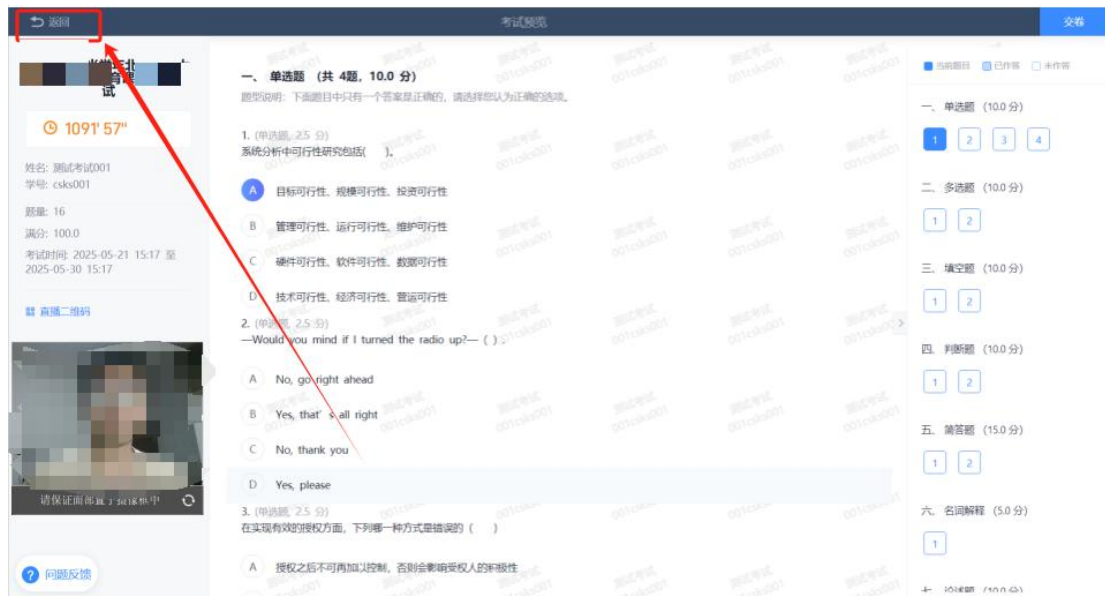 返回
考试预览
交卷
试
1091' 57"
姓名: 测试考试001
学号: csks001
题量: 16
满分: 100.0
考试时间: 2025-05-21 15:17 至
2025-05-30 15:17
直播二维码
问题反馈
一、 单选题 （共 4题，10.0 分）
题型说明：下面题目中只有一个答案是正确的，请选择您认为正确的选项。
1. (单选题, 2.5 分)
系统分析中可行性研究包括( )。
A 目标可行性、规模可行性、投资可行性
B 管理可行性、运行可行性、维护可行性
C 硬件可行性、软件可行性、数据可行性
D 技术可行性、经济可行性、营运可行性
2. (单选题, 2.5 分)
—Would you mind if I turned the radio up?— ( ) .
A No, go right ahead
B Yes, that's all right
C No, thank you
D Yes, please
3. (单选题, 2.5 分)
在实现有效的授权方面，下列哪一种方式是错误的 ( )
A 授权之后不可再加以控制，否则会影响受权人的积极性
当前题目 已作答 未作答
一、 单选题 (10.0 分)
1 2 3 4
二、 多选题 (10.0 分)
1 2
三、 填空题 (10.0 分)
1 2
四、 判断题 (10.0 分)
1 2
五、 简答题 (15.0 分)
1 2
六、 名词解释 (5.0 分)
1
七、论述题 (10.0 分)